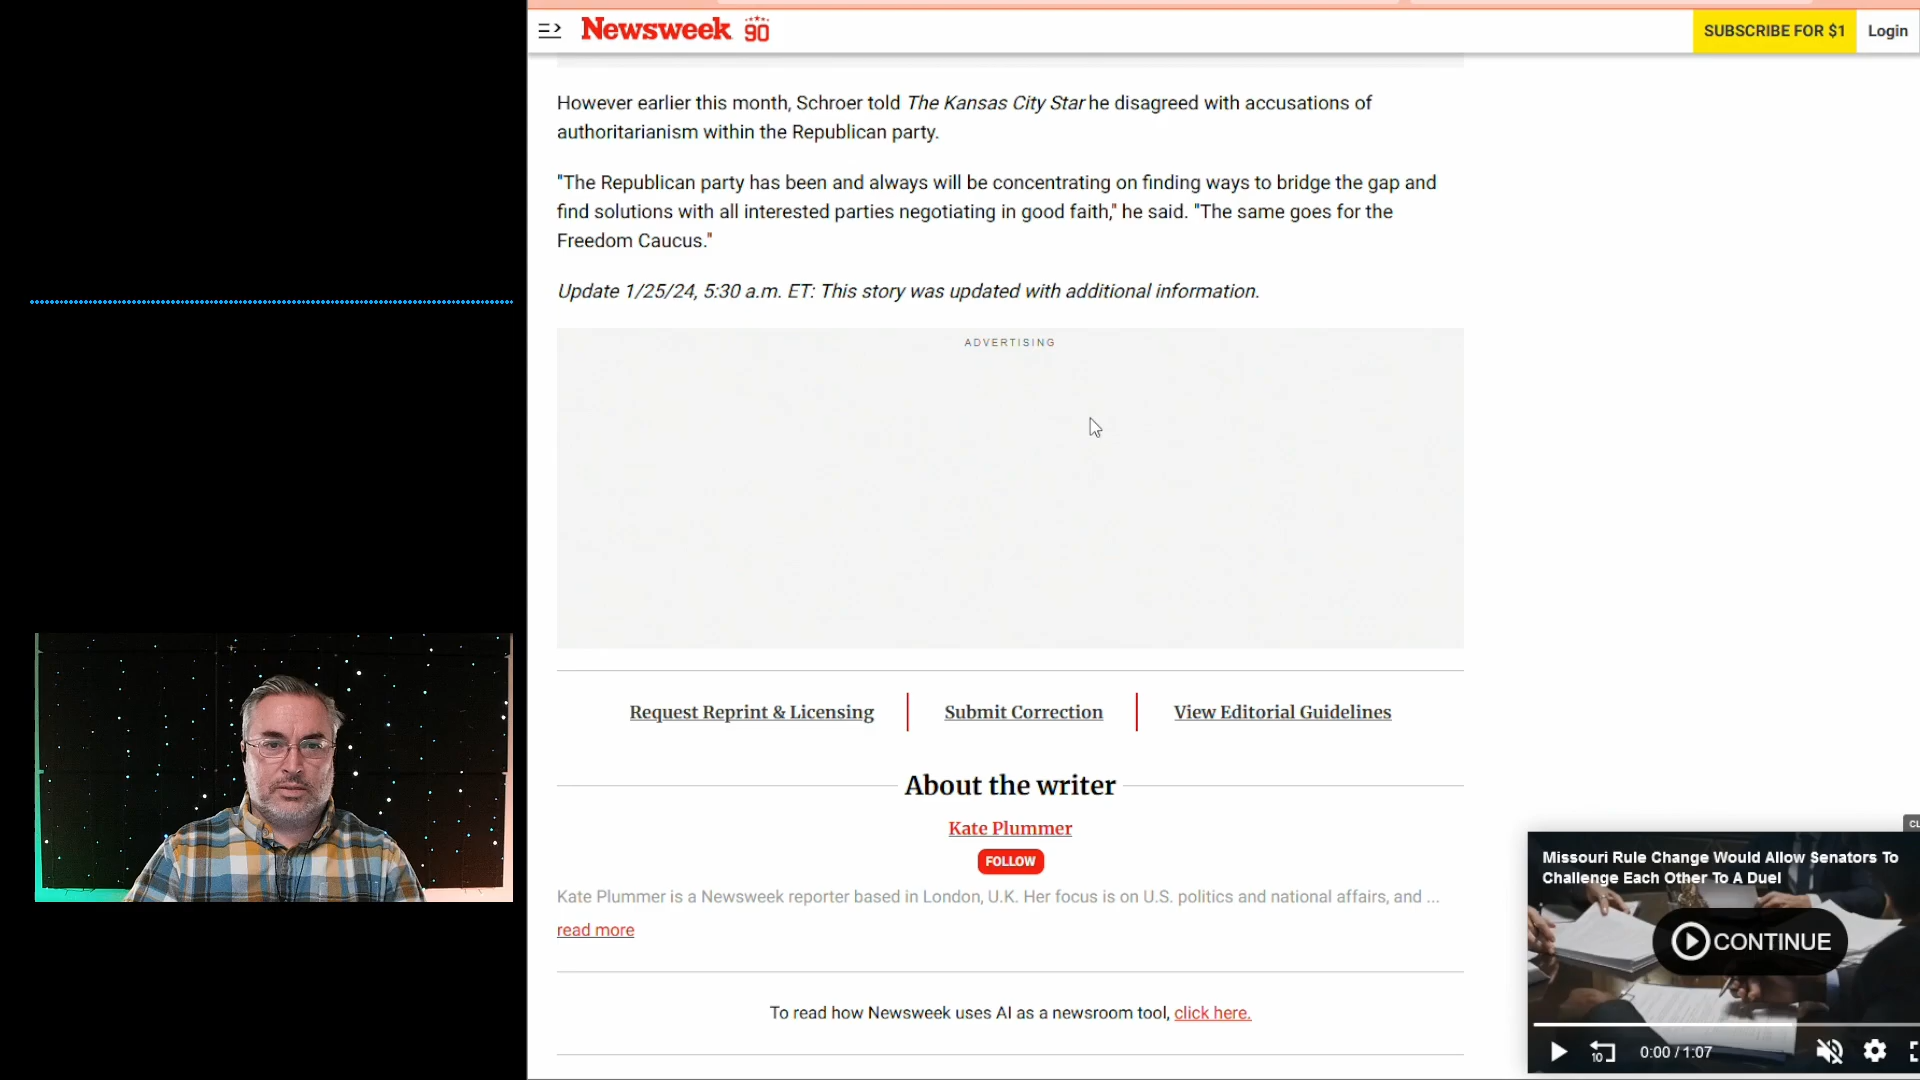 Newsweek 90
SUBSCRIBE FOR $1
Login
However earlier this month, Schroer told The Kansas City Star he disagreed with accusations of
authoritarianism within the Republican party.
"The Republican party has been and always will be concentrating on finding ways to bridge the gap and
find solutions with all interested parties negotiating in good faith," he said. "The same goes for the
Freedom Caucus."
Update 1/25/24, 5:30 a.m. ET: This story was updated with additional information.
ADVERTISING
Request Reprint & Licensing
Submit Correction
View Editorial Guidelines
About the writer
Kate Plummer
FOLLOW
Kate Plummer is a Newsweek reporter based in London, U.K. Her focus is on U.S. politics and national affairs, and ...
read more
To read how Newsweek uses AI as a newsroom tool, click here.
Missouri Rule Change Would Allow Senators To
Challenge Each Other To A Duel
CONTINUE
10
0:00 / 1:07